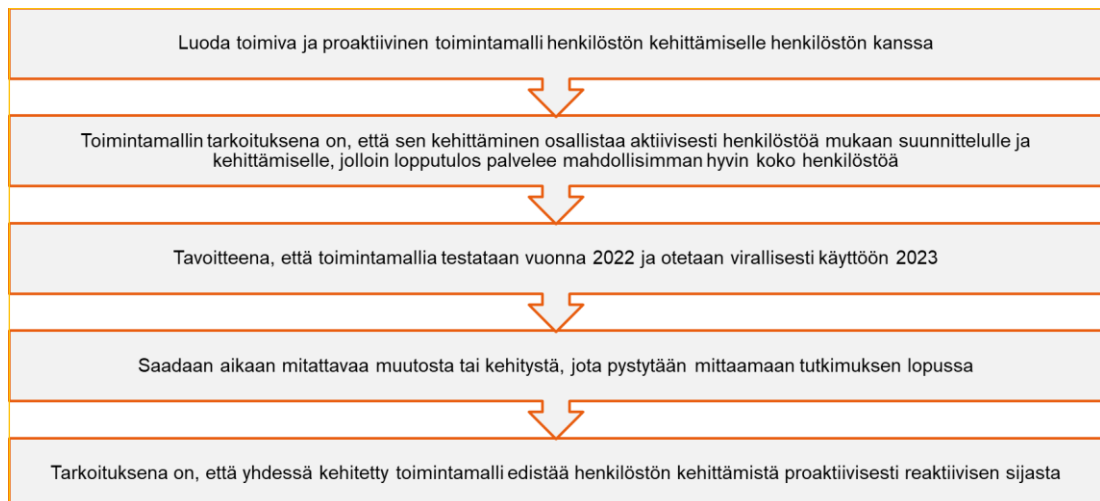 Luoda toimiva ja proaktiivinen toimintamalli henkilöstön kehittämiselle henkilöstön kanssa
Toimintamallin tarkoituksena on, että sen kehittäminen osallistaa aktiivisesti henkilöstöä mukaan suunnittelulle ja
kehittämiselle, jolloin lopputulos palvelee mahdollisimman hyvin koko henkilöstöä
Tavoitteena, että toimintamallia testataan vuonna 2022 ja otetaan virallisesti käyttöön 2023
Saadaan aikaan mitattavaa muutosta tai kehitystä, jota pystytään mittaamaan tutkimuksen lopussa
Tarkoituksena on, että yhdessä kehitetty toimintamalli edistää henkilöstön kehittämistä proaktiivisesti reaktiivisen sijasta